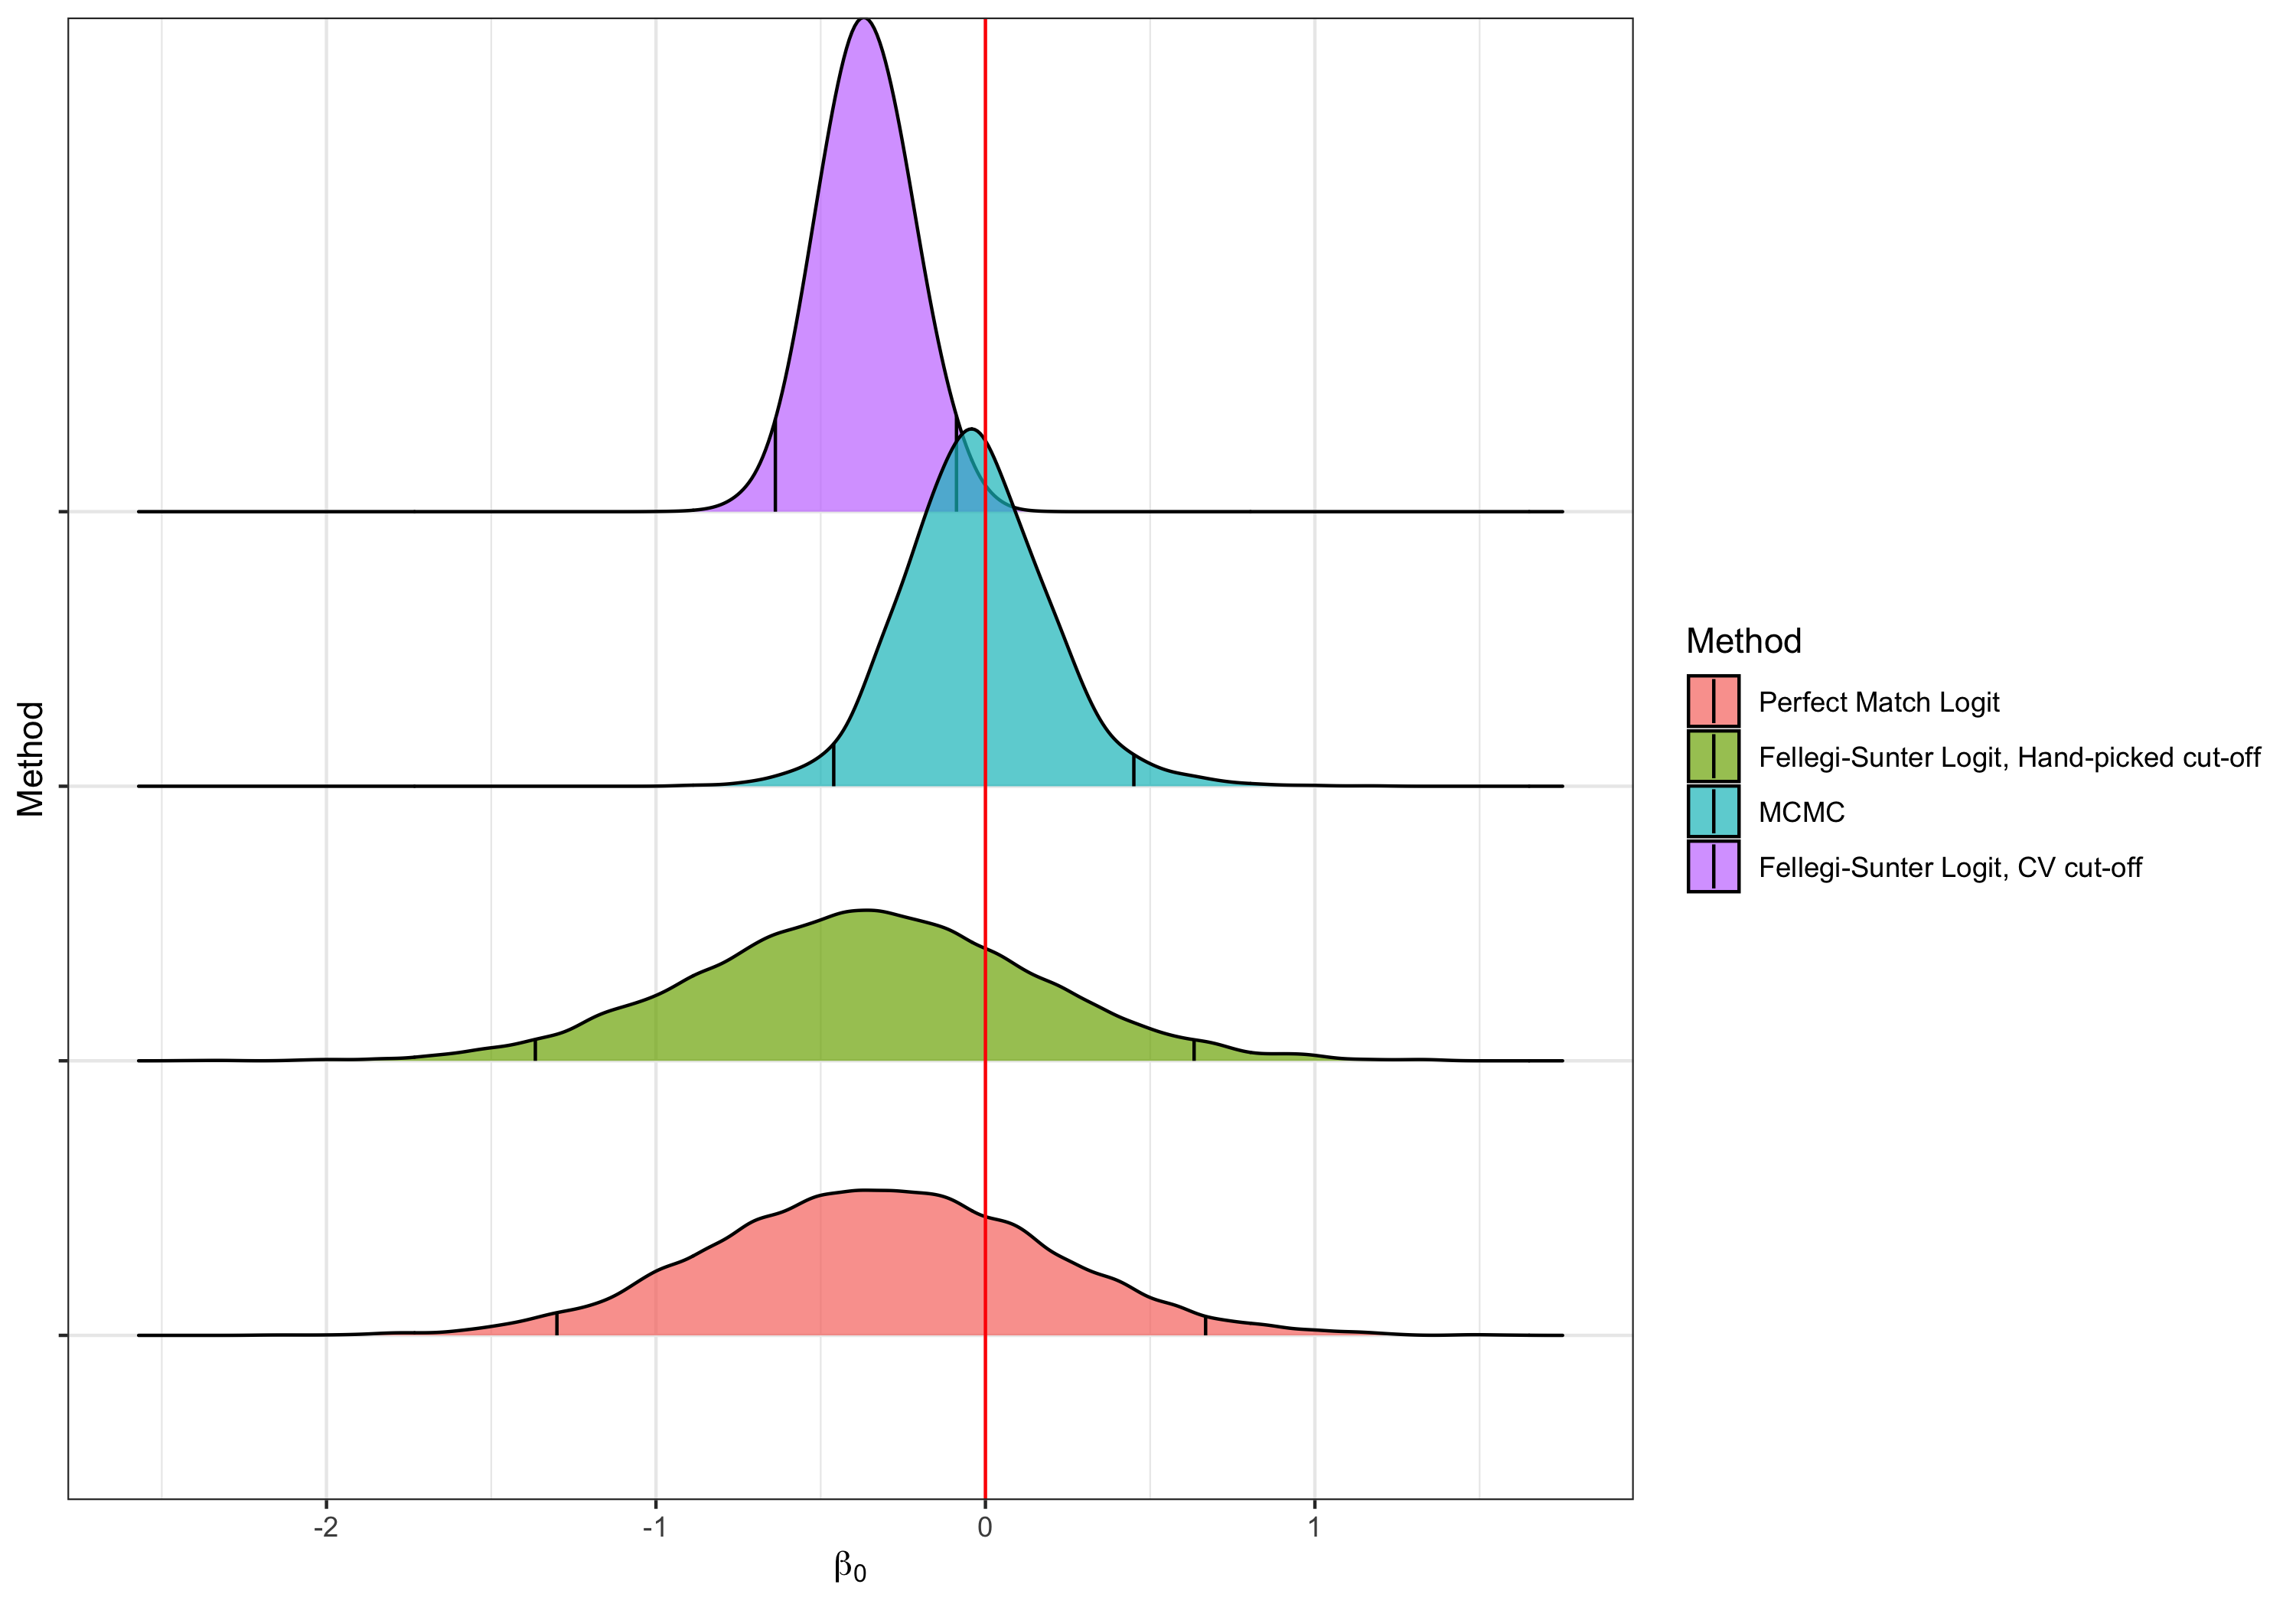 Method
-2
-1
0
1
β0
Method
Perfect Match Logit
Fellegi-Sunter Logit, Hand-picked cut-off
MCMC
Fellegi-Sunter Logit, CV cut-off